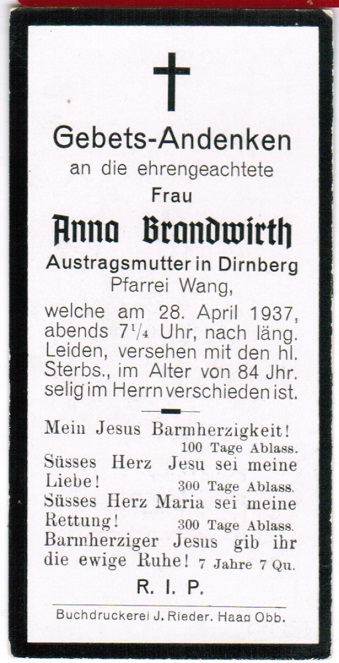 Gebets-Andenken
an die ehrengeachtete
Frau
Anna Brandwirth
Austragsmutter in Dirnberg
Pfarrei Wang,
welche am 28. April 1937,
abends 7 1/4 Uhr, nach läng.
Leiden, versehen mit den hl.
Sterbs., im Alter von 84 Jhr.
selig im Herrn verschieden ist.
Mein Jesus Barmherzigkeit!
100 Tage Ablass.
Süsses Herz Jesu sei meine
Liebe! 300 Tage Ablass.
Süsses Herz Maria sei meine
Rettung! 300 Tage Ablass.
Barmherziger Jesus gib ihr
die ewige Ruhe! 7 Jahre 7 Qu.
R. I. P.
Buchdruckerei J. Rieder. Haag Obb.